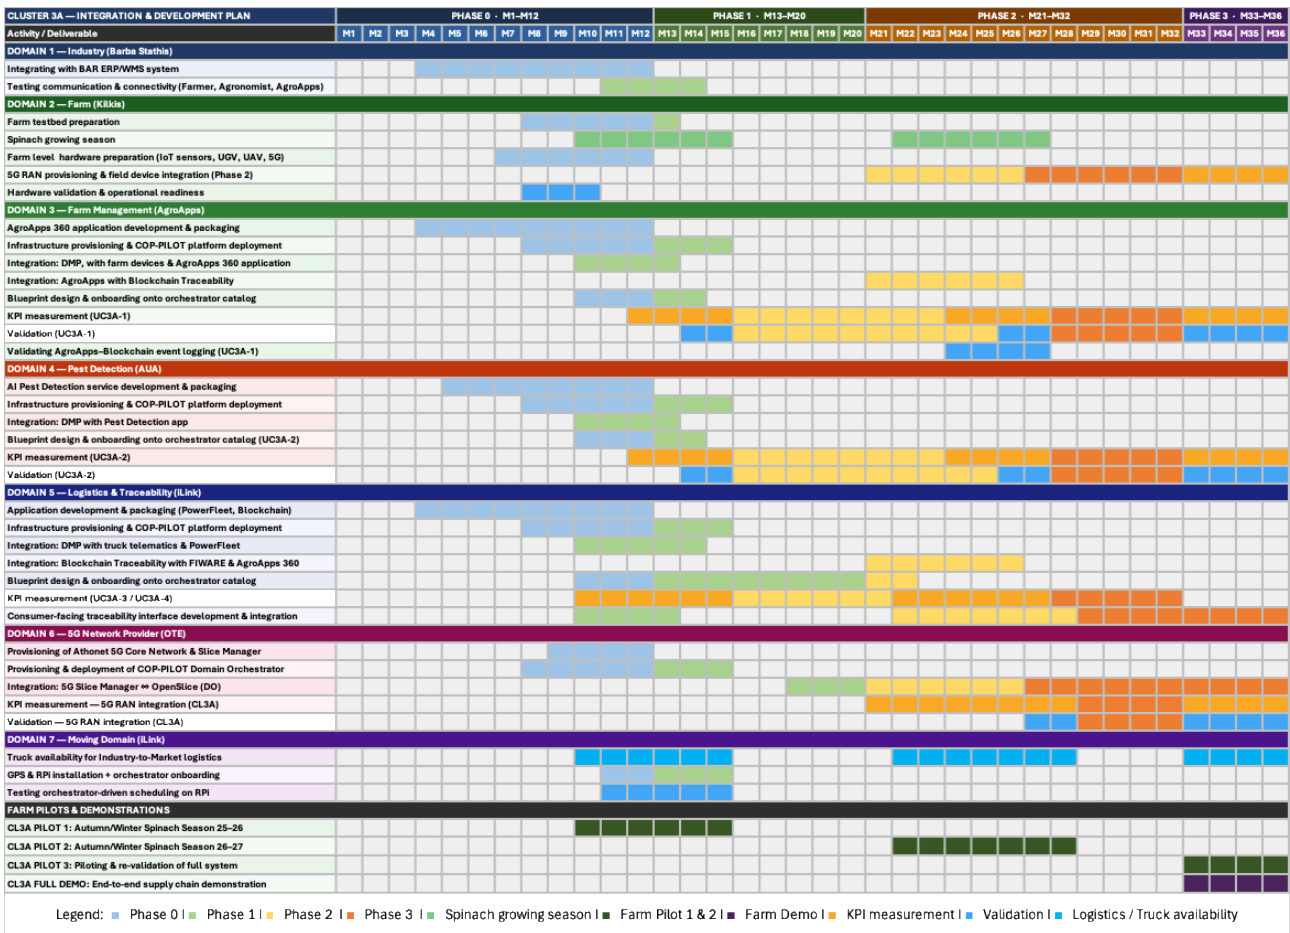 CLUSTER 3A — INTEGRATION & DEVELOPMENT PLAN PHASE 0 · M1–M12 PHASE 1 · M13–M20 PHASE 2 · M21–M32 PHASE 3 · M33–M36
Activity / Deliverable M1 M2 M3 M4 M5 M6 M7 M8 M9 M10 M11 M12 M13 M14 M15 M16 M17 M18 M19 M20 M21 M22 M23 M24 M25 M26 M27 M28 M29 M30 M31 M32 M33 M34 M35 M36
DOMAIN 1 — Industry (Barba Stathis)
Integrating with BAR ERP/WMS system
Testing communication & connectivity (Farmer, Agronomist, AgroApps)
DOMAIN 2 — Farm (Kilkis)
Farm testbed preparation
Spinach growing season
Farm level hardware preparation (IoT sensors, UGV, UAV, 5G)
5G RAN provisioning & field device integration (Phase 2)
Hardware validation & operational readiness
DOMAIN 3 — Farm Management (AgroApps)
AgroApps 360 application development & packaging
Infrastructure provisioning & COP-PILOT platform deployment
Integration: DMP, with farm devices & AgroApps 360 application
Integration: AgroApps with Blockchain Traceability
Blueprint design & onboarding onto orchestrator catalog
KPI measurement (UC3A-1)
Validation (UC3A-1)
Validating AgroApps–Blockchain event logging (UC3A-1)
DOMAIN 4 — Pest Detection (AUA)
AI Pest Detection service development & packaging
Infrastructure provisioning & COP-PILOT platform deployment
Integration: DMP with Pest Detection app
Blueprint design & onboarding onto orchestrator catalog (UC3A-2)
KPI measurement (UC3A-2)
Validation (UC3A-2)
DOMAIN 5 — Logistics & Traceability (iLink)
Application development & packaging (PowerFleet, Blockchain)
Infrastructure provisioning & COP-PILOT platform deployment
Integration: DMP with truck telematics & PowerFleet
Integration: Blockchain Traceability with FIWARE & AgroApps 360
Blueprint design & onboarding onto orchestrator catalog
KPI measurement (UC3A-3 / UC3A-4)
Consumer-facing traceability interface development & integration
DOMAIN 6 — 5G Network Provider (OTE)
Provisioning of Athonet 5G Core Network & Slice Manager
Provisioning & deployment of COP-PILOT Domain Orchestrator
Integration: 5G Slice Manager ⇔ OpenSlice (DO)
KPI measurement — 5G RAN integration (CL3A)
Validation — 5G RAN integration (CL3A)
DOMAIN 7 — Moving Domain (iLink)
Truck availability for Industry-to-Market logistics
GPS & RPi installation + orchestrator onboarding
Testing orchestrator-driven scheduling on RPi
FARM PILOTS & DEMONSTRATIONS
CL3A PILOT 1: Autumn/Winter Spinach Season 25–26
CL3A PILOT 2: Autumn/Winter Spinach Season 26–27
CL3A PILOT 3: Piloting & re-validation of full system
CL3A FULL DEMO: End-to-end supply chain demonstration
Legend: Phase 0 | Phase 1 | Phase 2 | Phase 3 | Spinach growing season | Farm Pilot 1 & 2 | Farm Demo | KPI measurement | Validation | Logistics / Truck availability